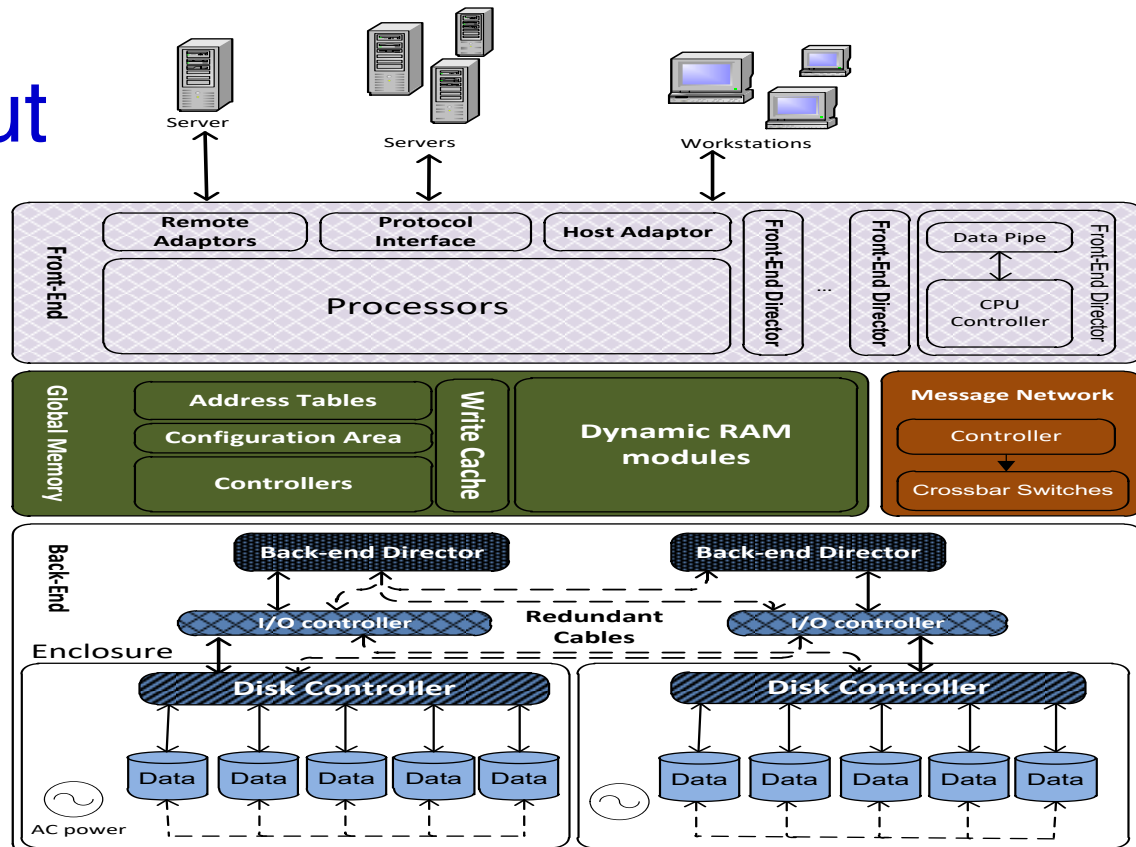 ut
Server
Servers
Workstations
Front-End
Remote
Adaptors
Protocol
Interface
Host Adaptor
Processors
Front-End Director
...
Front-End Director
Data Pipe
CPU
Controller
Front-End Director
Global Memory
Address Tables
Configuration Area
Controllers
Write Cache
Dynamic RAM
modules
Message Network
Controller
Crossbar Switches
Back-End
Back-end Director
Back-end Director
I/O controller
Redundant
Cables
I/O controller
Enclosure
Disk Controller
Disk Controller
Data
Data
Data
Data
Data
Data
Data
Data
Data
Data
AC power